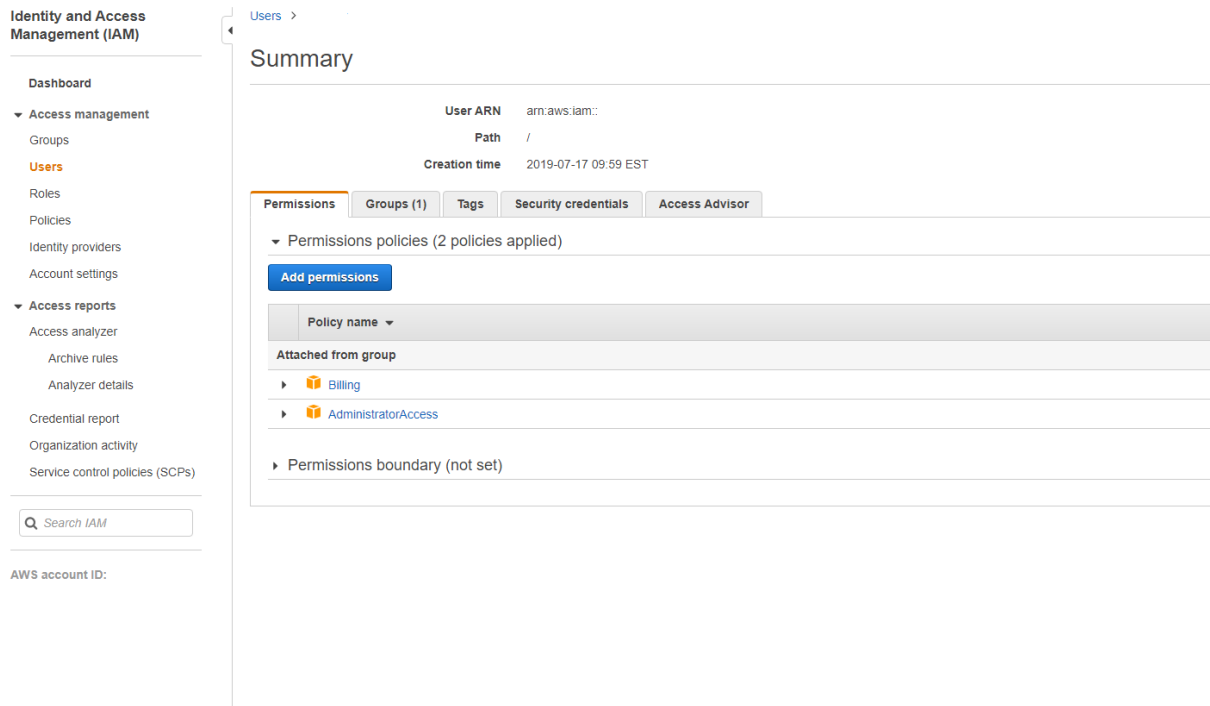 Identity and Access
Management (IAM)
Dashboard
Access management
Groups
Users
Roles
Policies
Identity providers
Account settings
Access reports
Access analyzer
Archive rules
Analyzer details
Credential report
Organization activity
Service control policies (SCPs)
Search IAM
AWS account ID:
Users >
Summary
User ARN arn:aws:iam::
Path /
Creation time 2019-07-17 09:59 EST
Permissions Groups (1) Tags Security credentials Access Advisor
Permissions policies (2 policies applied)
Add permissions
Policy name
Attached from group
Billing
AdministratorAccess
Permissions boundary (not set)